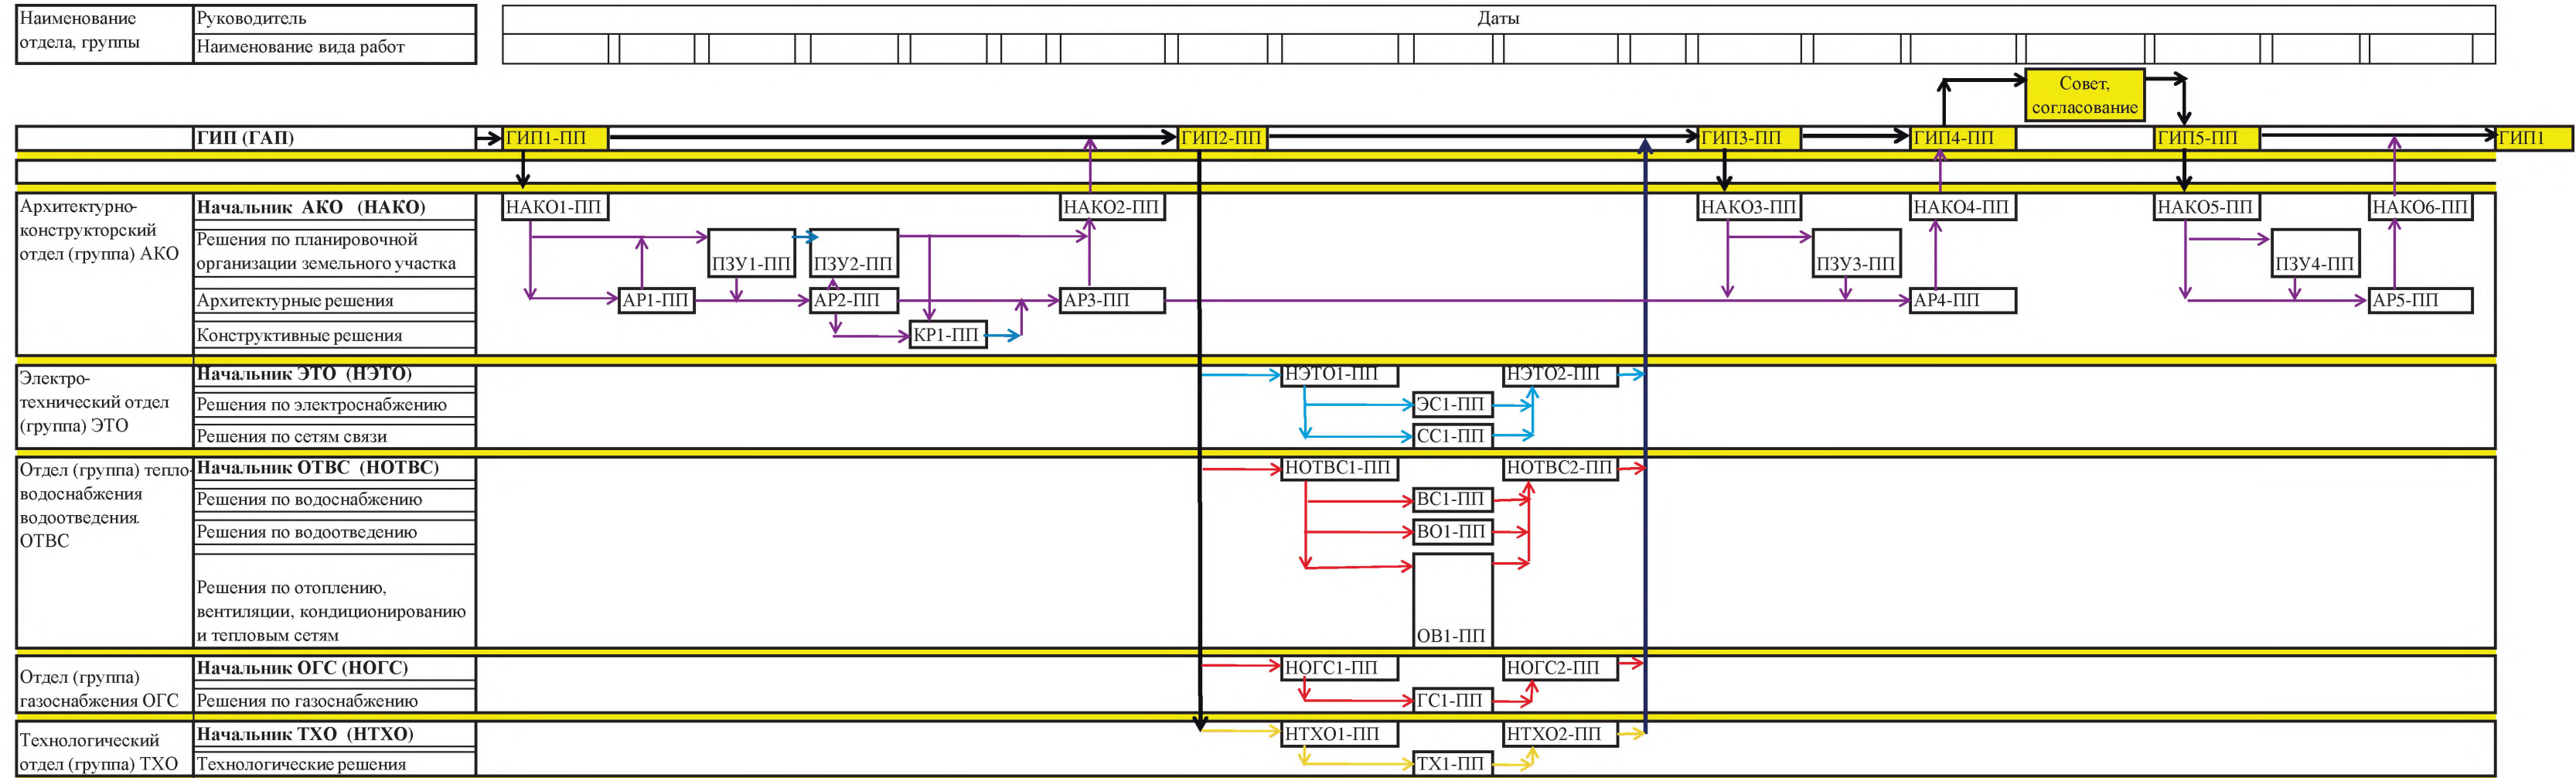 Наименование
отдела, группы
Руководитель
Наименование вида работ
Даты
Совет,
согласование
ГИП (ГАП)
ГИП1-ПП
ГИП2-ПП
ГИП3-ПП
ГИП4-ПП
ГИП5-ПП
ГИП1
Архитектурно-
конструкторский
отдел (группа) АКО
Начальник АКО (НАКО)
НАКО1-ПП
НАКО2-ПП
НАКО3-ПП
НАКО4-ПП
НАКО5-ПП
НАКО6-ПП
Решения по планировочной
организации земельного участка
ПЗУ1-ПП
ПЗУ2-ПП
ПЗУ3-ПП
ПЗУ4-ПП
Архитектурные решения
АР1-ПП
АР2-ПП
АР3-ПП
АР4-ПП
АР5-ПП
Конструктивные решения
КР1-ПП
Электро-
технический отдел
(группа) ЭТО
Начальник ЭТО (НЭТО)
НЭТО1-ПП
НЭТО2-ПП
Решения по электроснабжению
ЭС1-ПП
Решения по сетям связи
СС1-ПП
Отдел (группа) тепло-
водоснабжения
водоотведения.
ОТВС
Начальник ОТВС (НОТВС)
НОТВС1-ПП
НОТВС2-ПП
Решения по водоснабжению
ВС1-ПП
Решения по водоотведению
ВО1-ПП
Решения по отоплению,
вентиляции, кондиционированию
и тепловым сетям
ОВ1-ПП
Отдел (группа)
газоснабжения ОГС
Начальник ОГС (НОГС)
НОГС1-ПП
НОГС2-ПП
Решения по газоснабжению
ГС1-ПП
Технологический
отдел (группа) ТХО
Начальник ТХО (НТХО)
НТХО1-ПП
НТХО2-ПП
Технологические решения
ТХ1-ПП